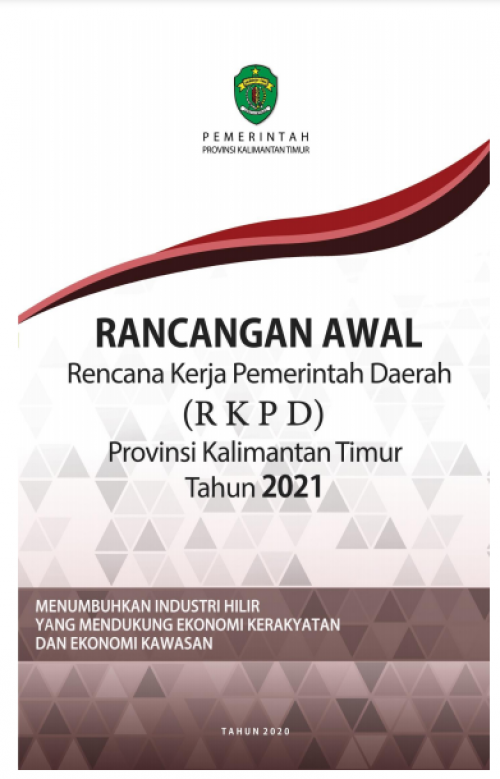 PEMERINTAH
PROVINSI KALIMANTAN TIMUR
RANCANGAN AWAL
Rencana Kerja Pemerintah Daerah
(R K P D)
Provinsi Kalimantan Timur
Tahun 2021
MENUMBUHKAN INDUSTRI HILIR
YANG MENDUKUNG EKONOMI KERAKYATAN
DAN EKONOMI KAWASAN
TAHUN 2020